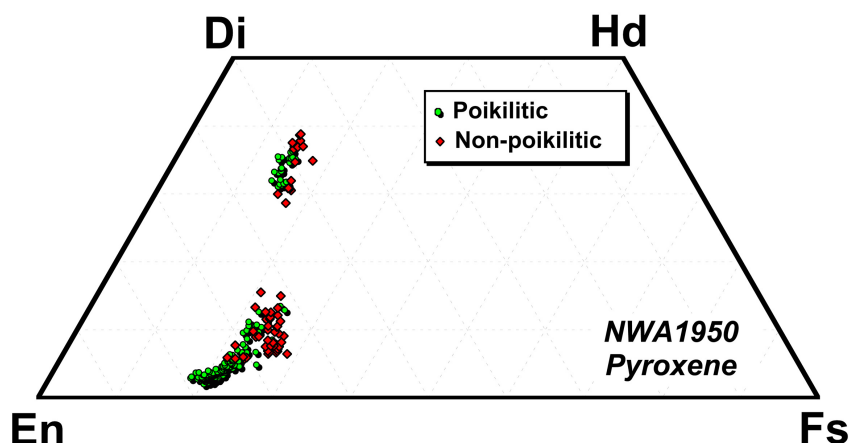 Di Hd
Poikilitic
Non-poikilitic
NWA1950
Pyroxene
En Fs